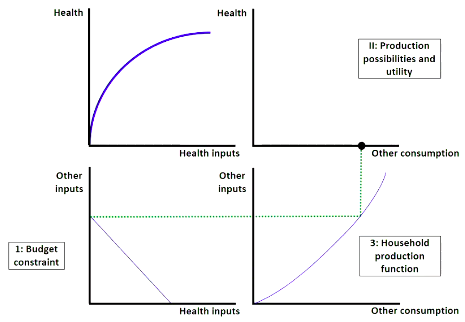 Health
Health inputs
Health
Other consumption
II: Production
possibilities and
utility
Other
inputs
Health inputs
1: Budget
constraint
Other
inputs
Other consumption
3: Household
production
function